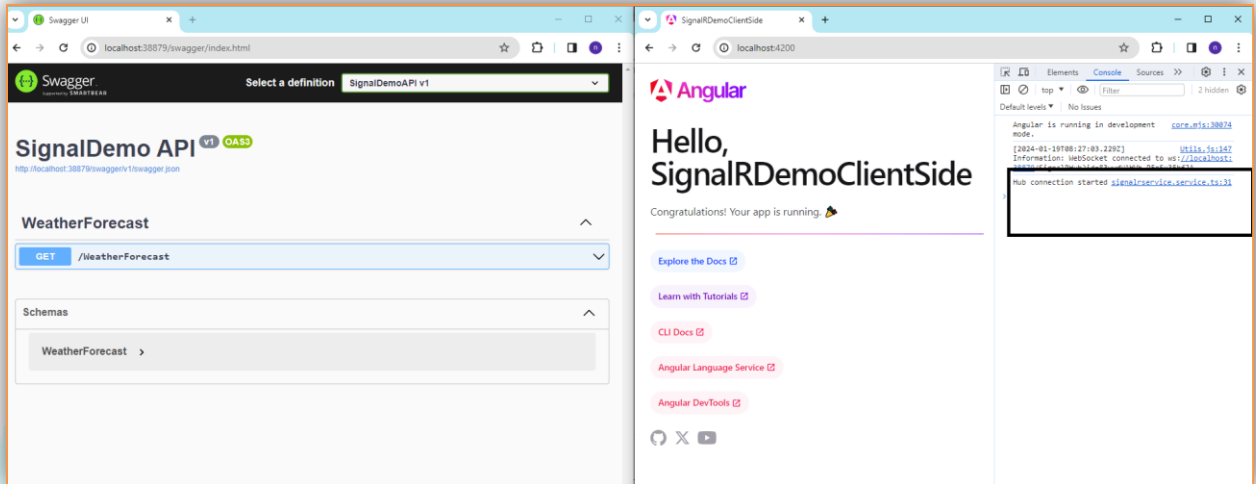 Swagger UI
localhost:38879/swagger/index.html
Swagger
Supported by SMARTBEAR
Select a definition
SignalDemoAPI v1
SignalDemo API v1 OAS3
http://localhost:38879/swagger/v1/swagger.json
WeatherForecast
GET /WeatherForecast
Schemas
WeatherForecast
SignalRDemoClientSide
localhost:4200
Angular
Hello,
SignalRDemoClientSide
Congratulations! Your app is running.
Explore the Docs
Learn with Tutorials
CLI Docs
Angular Language Service
Angular DevTools
Elements Console Sources
top Filter 2 hidden
Default levels No Issues
Angular is running in development core.mjs:30074
mode.
[2024-01-19T08:27:03.229Z] Utils.js:147
Information: WebSocket connected to ws://localhost:
Hub connection started signalrservice.service.ts:31